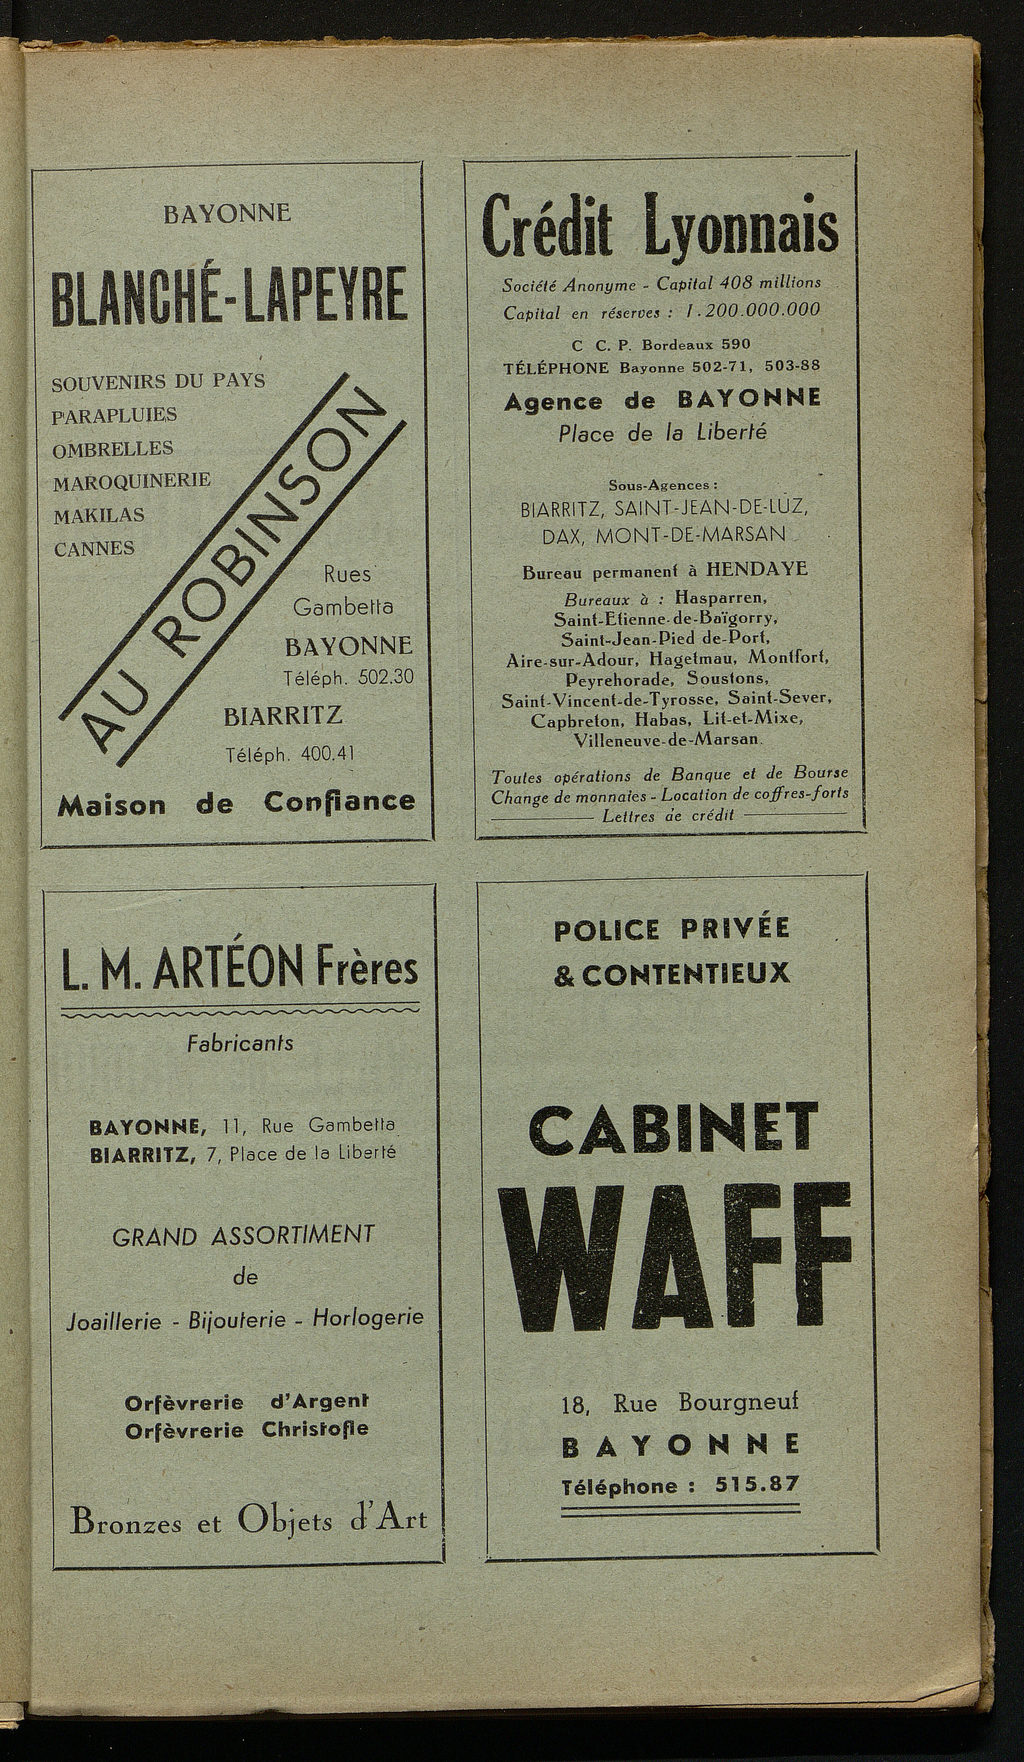 BAYONNE
BLANCHÉ-LAPEYRE
SOUVENIRS DU PAYS
PARAPLUIES
OMBRELLES
MAROQUINERIE
MAKILAS
CANNES
AU ROBINSON
Rues
Gambetta
BAYONNE
Téléph. 502.30
BIARRITZ
Téléph. 400.41
Maison de Confiance
Crédit Lyonnais
Société Anonyme - Capital 408 millions
Capital en réserves : 1.200.000.000
C C. P. Bordeaux 590
TÉLÉPHONE Bayonne 502-71, 503-88
Agence de BAYONNE
Place de la Liberté
Sous-Agences :
BIARRITZ, SAINT-JEAN-DE-LUZ,
DAX, MONT-DE-MARSAN
Bureau permanent à HENDAYE
Bureaux à : Hasparren,
Saint-Etienne-de-Baïgorry,
Saint-Jean-Pied de-Port,
Aire-sur-Adour, Hagetmau, Montfort,
Peyrehorade, Soustons,
Saint-Vincent-de-Tyrosse, Saint-Sever,
Capbreton, Habas, Lit-et-Mixe,
Villeneuve-de-Marsan.
Toutes opérations de Banque et de Bourse
Change de monnaies - Location de coffres-forts
Lettres de crédit
L. M. ARTÉON Frères
Fabricants
BAYONNE, 11, Rue Gambetta
BIARRITZ, 7, Place de la Liberté
GRAND ASSORTIMENT
de
Joaillerie - Bijouterie - Horlogerie
Orfèvrerie d'Argent
Orfèvrerie Christofle
Bronzes et Objets d'Art
POLICE PRIVÉE
& CONTENTIEUX
CABINET
WAFF
18, Rue Bourgneuf
BAYONNE
Téléphone : 515.87